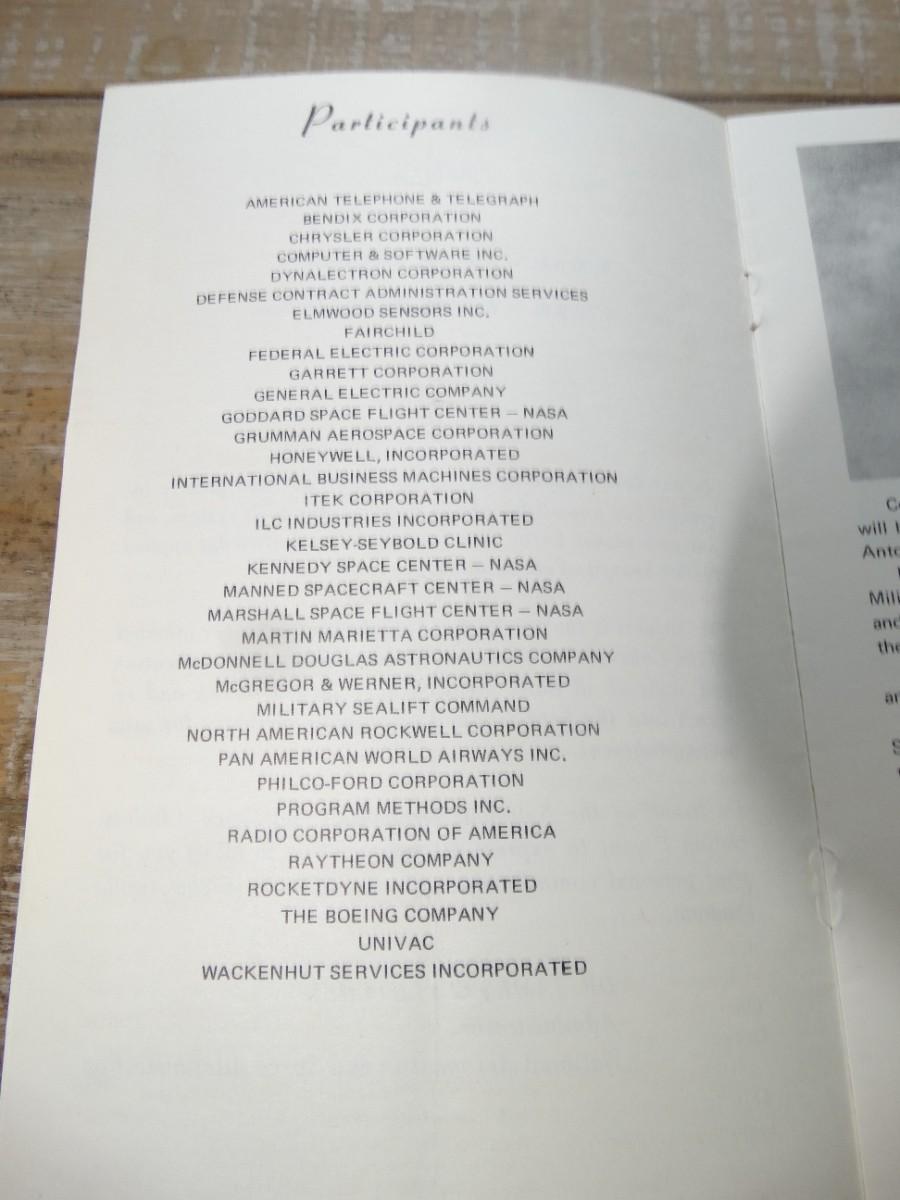 Participants
AMERICAN TELEPHONE & TELEGRAPH
BENDIX CORPORATION
CHRYSLER CORPORATION
COMPUTER & SOFTWARE INC.
DYNALECTRON CORPORATION
DEFENSE CONTRACT ADMINISTRATION SERVICES
ELMWOOD SENSORS INC.
FAIRCHILD
FEDERAL ELECTRIC CORPORATION
GARRETT CORPORATION
GENERAL ELECTRIC COMPANY
GODDARD SPACE FLIGHT CENTER – NASA
GRUMMAN AEROSPACE CORPORATION
HONEYWELL, INCORPORATED
INTERNATIONAL BUSINESS MACHINES CORPORATION
ITEK CORPORATION
ILC INDUSTRIES INCORPORATED
KELSEY-SEYBOLD CLINIC
KENNEDY SPACE CENTER – NASA
MANNED SPACECRAFT CENTER – NASA
MARSHALL SPACE FLIGHT CENTER – NASA
MARTIN MARIETTA CORPORATION
McDONNELL DOUGLAS ASTRONAUTICS COMPANY
McGREGOR & WERNER, INCORPORATED
MILITARY SEALIFT COMMAND
NORTH AMERICAN ROCKWELL CORPORATION
PAN AMERICAN WORLD AIRWAYS INC.
PHILCO-FORD CORPORATION
PROGRAM METHODS INC.
RADIO CORPORATION OF AMERICA
RAYTHEON COMPANY
ROCKETDYNE INCORPORATED
THE BOEING COMPANY
UNIVAC
WACKENHUT SERVICES INCORPORATED
will
Anto
Mili
and
the